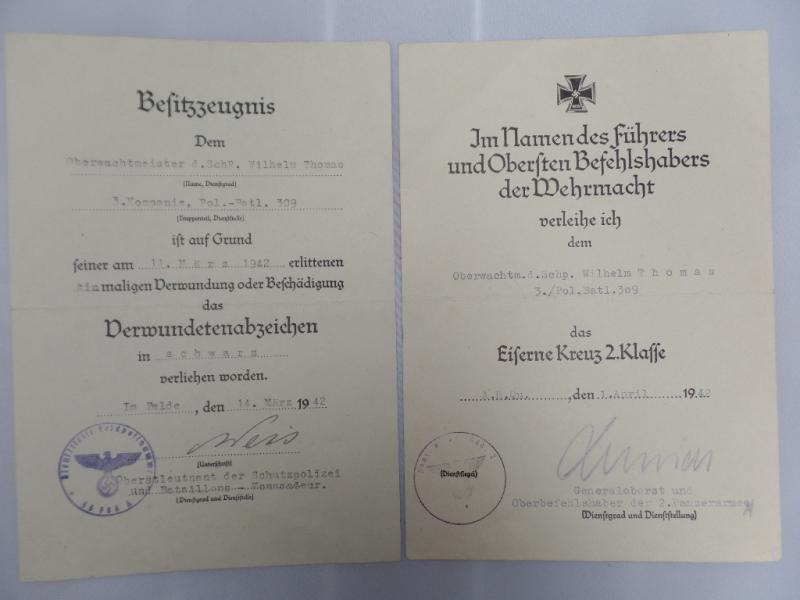 Besitzzeugnis
Dem
Oberwachtmeister d.SchP. Wilhelm Thomas
(Name, Dienstgrad)
3.Kompanie, Pol.-Batl. 309
(Truppenteil, Dienststelle)
ist auf Grund
seiner am 11. März 1942 erlittenen
einmaligen Verwundung oder Beschädigung
das
Verwundetenabzeichen
in schwarz
verliehen worden.
Im Felde, den 14. März 1942
Weis
(Unterschrift)
Oberstleutnant der Schutzpolizei
und Bataillons-Kommandeur.
(Dienstgrad und Dienststelle)
Dienststelle Feldpostnummer
Im Namen des Führers
und Obersten Befehlshabers
der Wehrmacht
verleihe ich
dem
Oberwachtm.d.Schp. Wilhelm Thomas
3./Pol.Batl.309
das
Eiserne Kreuz 2.Klasse
A.H.Qu., den 1.April 1942
(Dienstsiegel)
Generaloberst und
Oberbefehlshaber der 2.Panzerarmee
(Dienstgrad und Dienststellung)